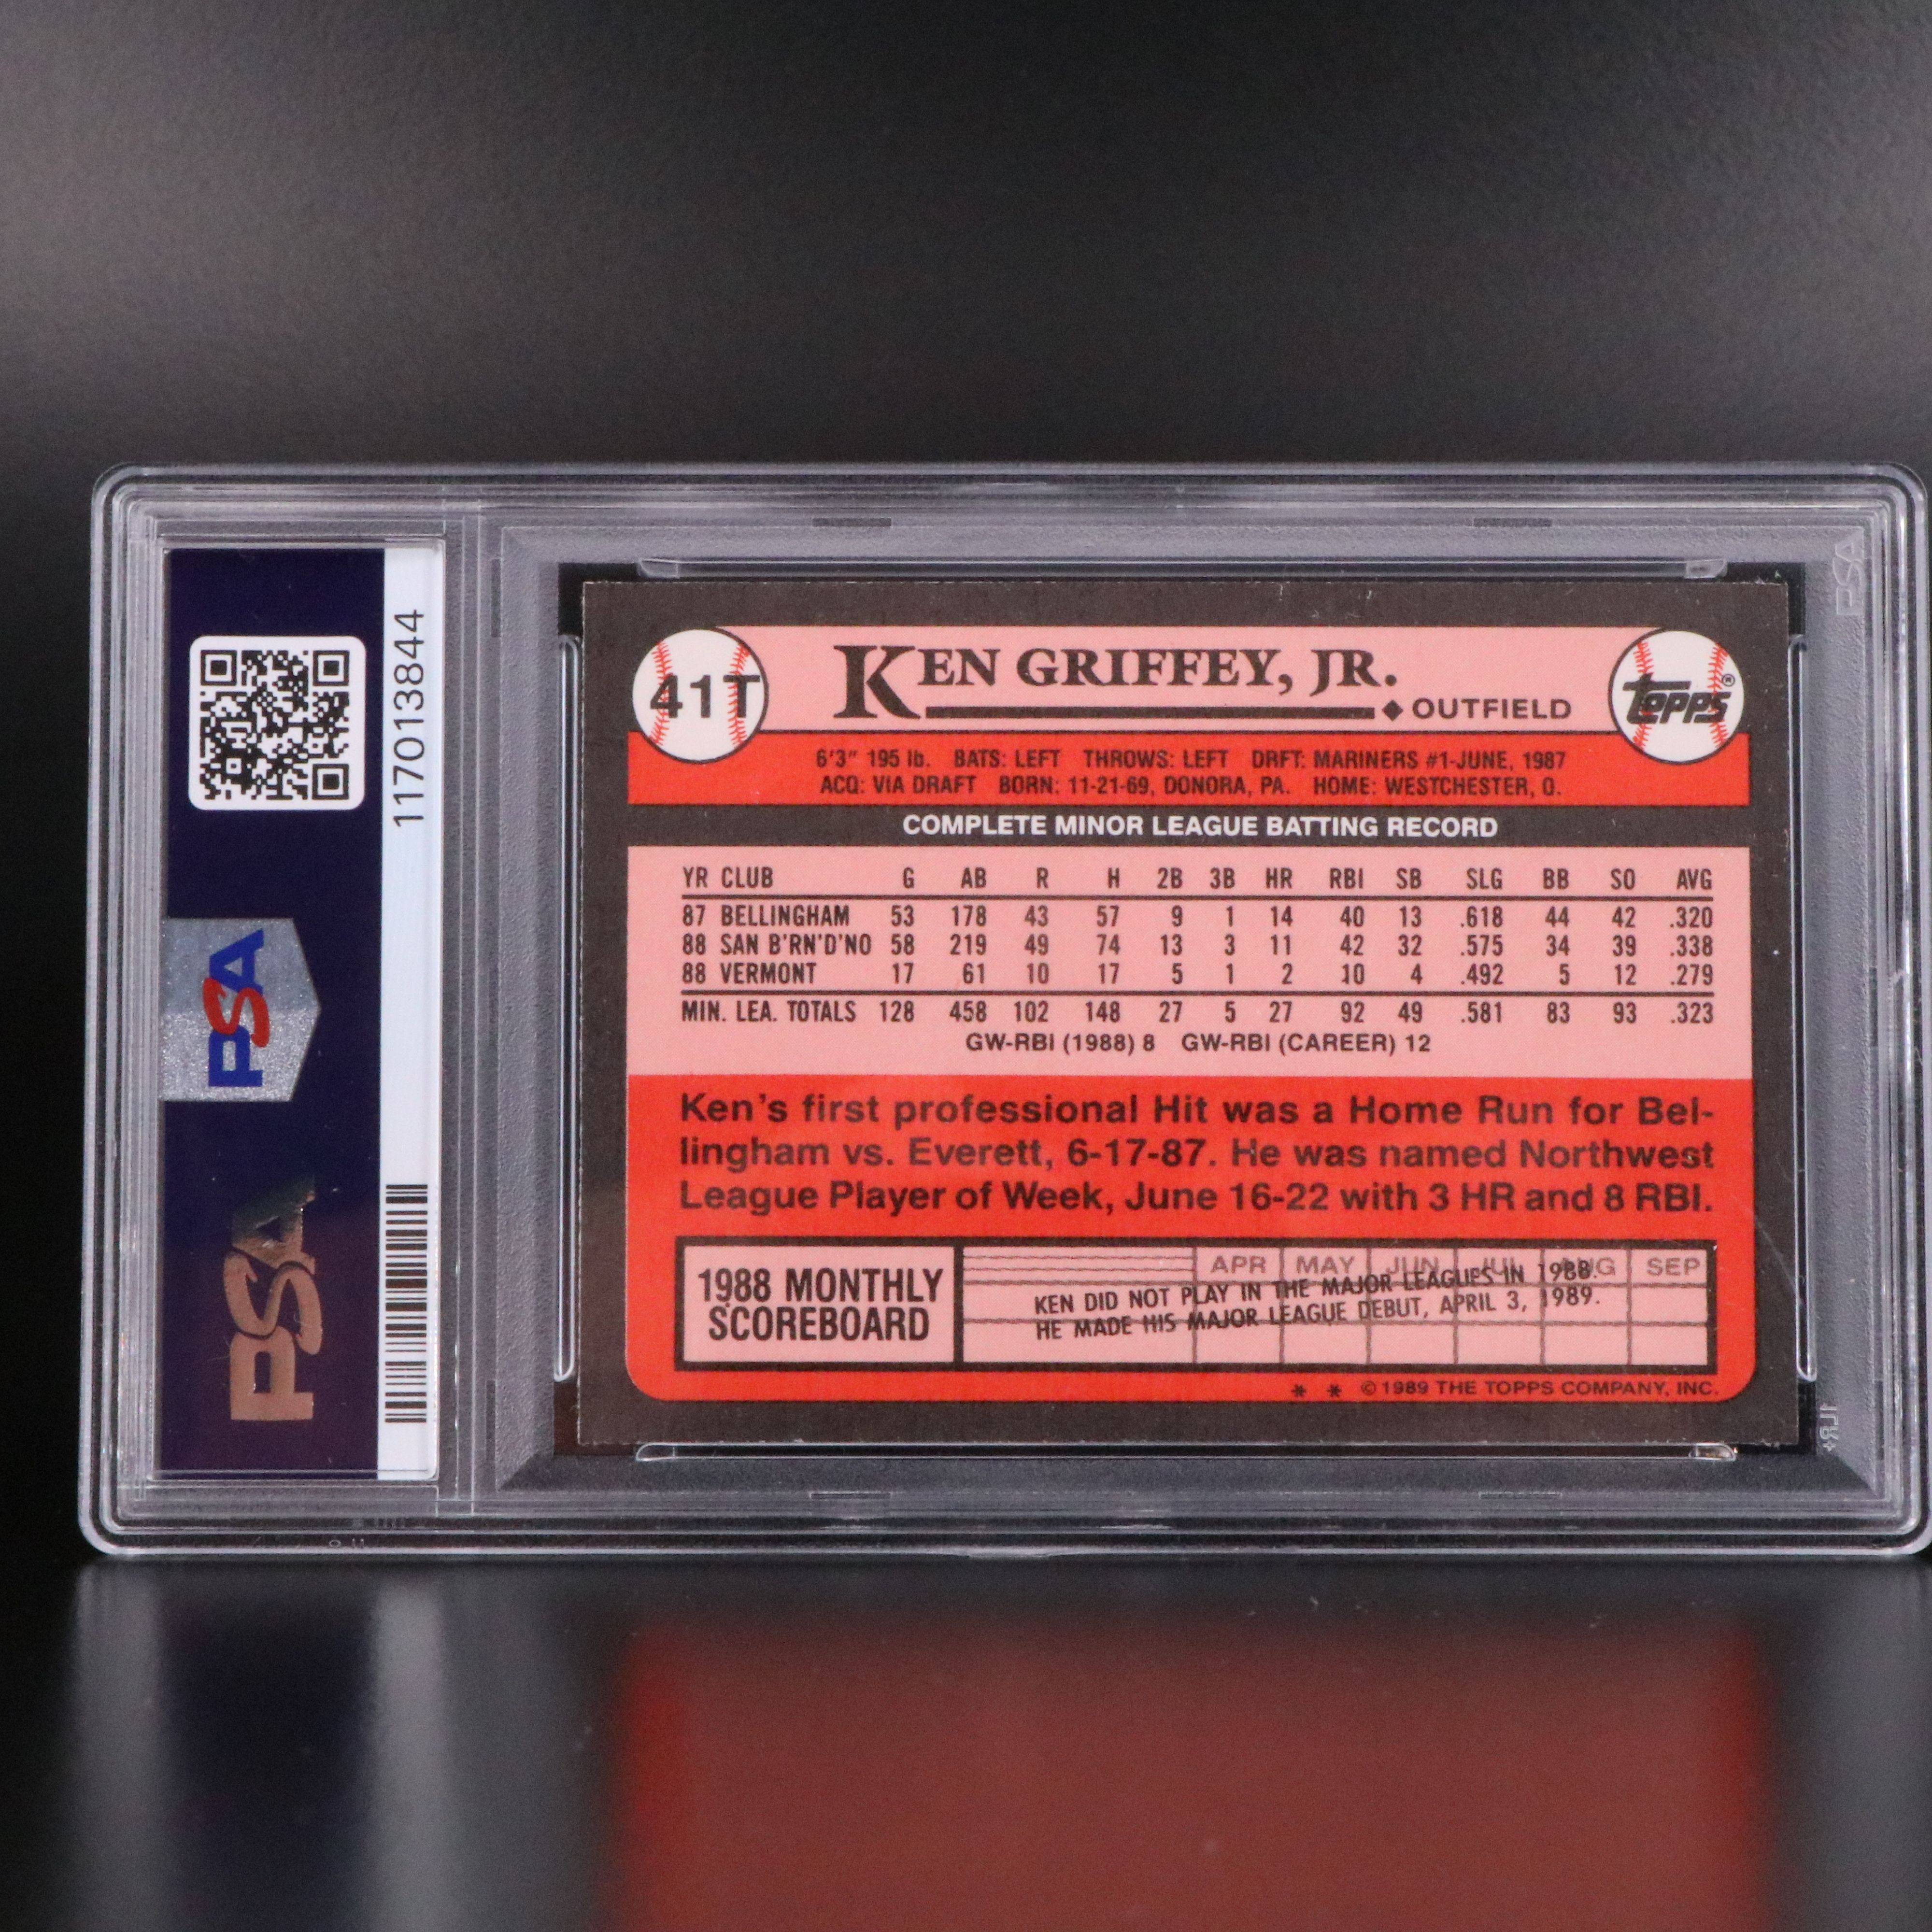 117013844
PSA
PSA
PSA
41T
KEN GRIFFEY, JR.
OUTFIELD
TOPPS®
6'3" 195 lb. BATS: LEFT THROWS: LEFT DRFT: MARINERS #1-JUNE, 1987
ACQ: VIA DRAFT BORN: 11-21-69, DONORA, PA. HOME: WESTCHESTER, O.
COMPLETE MINOR LEAGUE BATTING RECORD
YR CLUB G AB R H 2B 3B HR RBI SB SLG BB SO AVG
87 BELLINGHAM 53 178 43 57 9 1 14 40 13 .618 44 42 .320
88 SAN B'RN'D'NO 58 219 49 74 13 3 11 42 32 .575 34 39 .338
88 VERMONT 17 61 10 17 5 1 2 10 4 .492 5 12 .279
MIN. LEA. TOTALS 128 458 102 148 27 5 27 92 49 .581 83 93 .323
GW-RBI (1988) 8 GW-RBI (CAREER) 12
Ken's first professional Hit was a Home Run for Bel-
lingham vs. Everett, 6-17-87. He was named Northwest
League Player of Week, June 16-22 with 3 HR and 8 RBI.
1988 MONTHLY
SCOREBOARD
APR MAY JUN JUL AUG SEP
KEN DID NOT PLAY IN THE MAJOR LEAGUES IN 1988.
HE MADE HIS MAJOR LEAGUE DEBUT, APRIL 3, 1989.
* * ©1989 THE TOPPS COMPANY, INC.